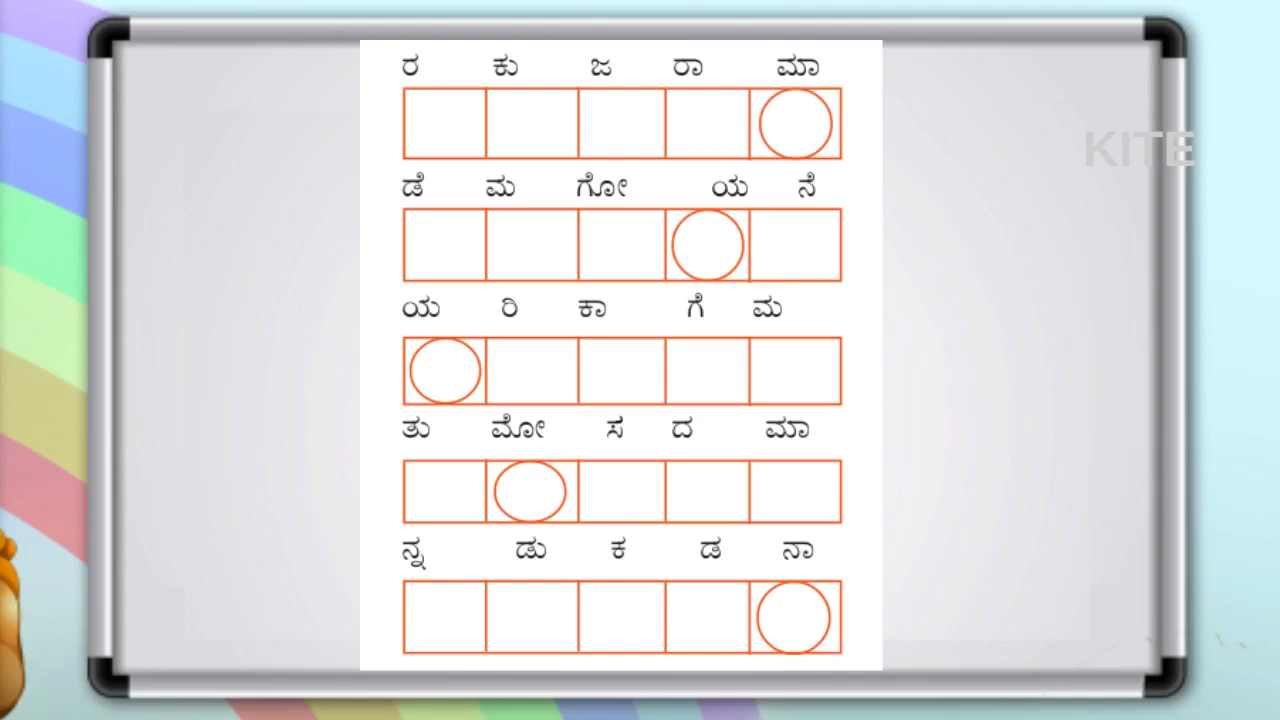 ರ ಕು ಜ ರಾ ಮಾ
KITE
ಡೆ ಮ ಗೋ ಯ ನೆ
ಯ ರಿ ಕಾ ಗೆ ಮ
ತು ಮೋ ಸ ದ ಮಾ
ನ್ನ ಡು ಕ ಡ ನಾ